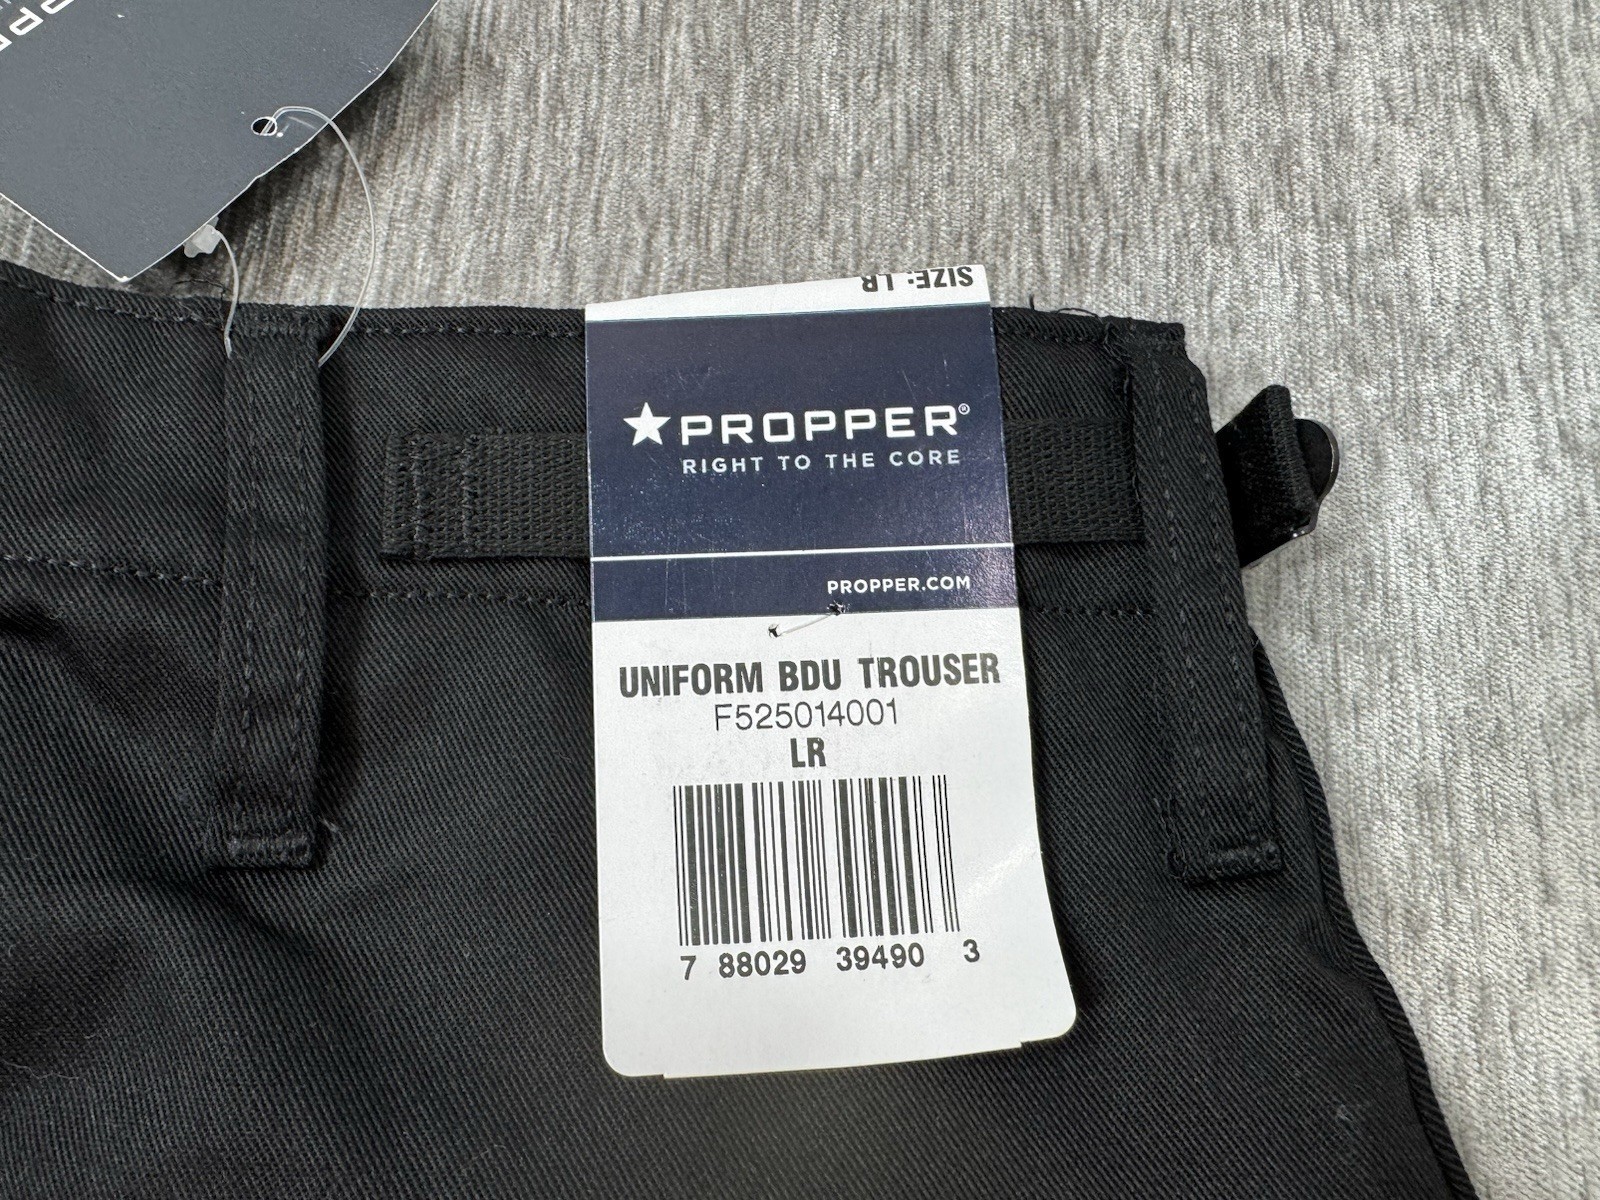 SIZE: LR
PROPPER®
RIGHT TO THE CORE
PROPPER.COM
UNIFORM BDU TROUSER
F525014001
LR
7 88029 39490 3